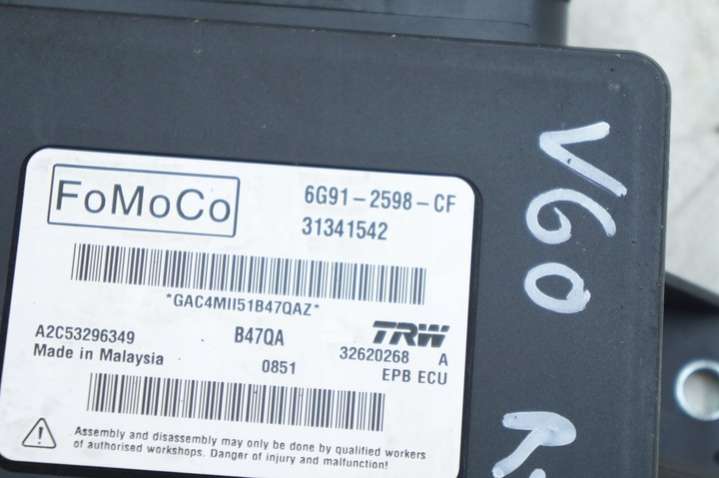 FoMoCo
6G91-2598-CF
31341542
*GAC4MII51B47QAZ*
A2C53296349
B47QA
TRW
Made in Malaysia
0851
32620268 A
EPB ECU
Assembly and disassembly may only be done by qualified workers
of authorised workshops. Danger of injury and malfunction!
V60